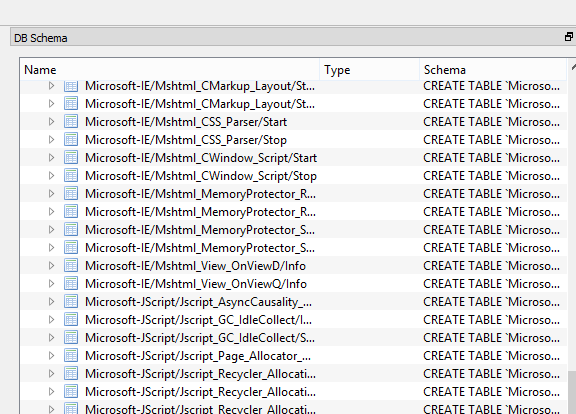 DB Schema
Name Type Schema
Microsoft-IE/Mshtml_CMarkup_Layout/St... CREATE TABLE `Microso...
Microsoft-IE/Mshtml_CMarkup_Layout/St... CREATE TABLE `Microso...
Microsoft-IE/Mshtml_CSS_Parser/Start CREATE TABLE `Microso...
Microsoft-IE/Mshtml_CSS_Parser/Stop CREATE TABLE `Microso...
Microsoft-IE/Mshtml_CWindow_Script/Start CREATE TABLE `Microso...
Microsoft-IE/Mshtml_CWindow_Script/Stop CREATE TABLE `Microso...
Microsoft-IE/Mshtml_MemoryProtector_R... CREATE TABLE `Microso...
Microsoft-IE/Mshtml_MemoryProtector_R... CREATE TABLE `Microso...
Microsoft-IE/Mshtml_MemoryProtector_S... CREATE TABLE `Microso...
Microsoft-IE/Mshtml_MemoryProtector_S... CREATE TABLE `Microso...
Microsoft-IE/Mshtml_View_OnViewD/Info CREATE TABLE `Microso...
Microsoft-IE/Mshtml_View_OnViewQ/Info CREATE TABLE `Microso...
Microsoft-JScript/Jscript_AsyncCausality_... CREATE TABLE `Microso...
Microsoft-JScript/Jscript_GC_IdleCollect/I... CREATE TABLE `Microso...
Microsoft-JScript/Jscript_GC_IdleCollect/S... CREATE TABLE `Microso...
Microsoft-JScript/Jscript_Page_Allocator_... CREATE TABLE `Microso...
Microsoft-JScript/Jscript_Recycler_Allocati... CREATE TABLE `Microso...
Microsoft-JScript/Jscript_Recycler_Allocati... CREATE TABLE `Microso...
Microsoft-JScript/Jscript_Recycler_Allocati... CREATE TABLE `Microso...